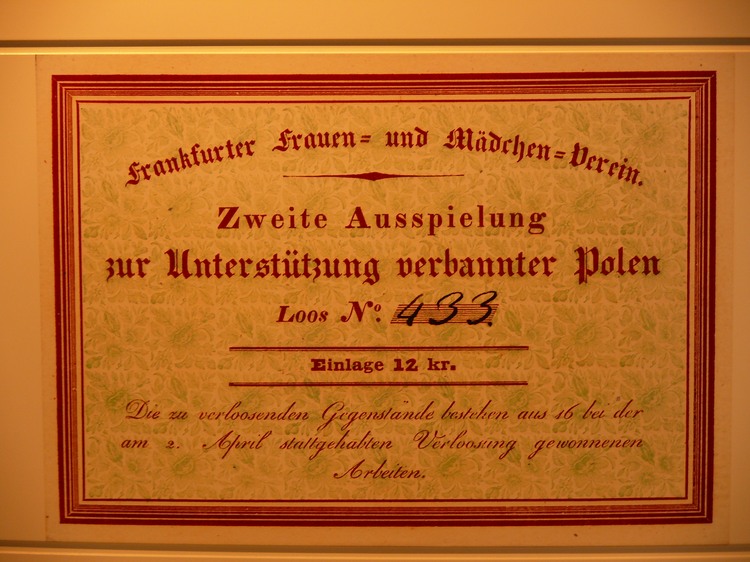 Frankfurter Frauen= und Mädchen=Verein.
Zweite Ausspielung
zur Unterstützung verbannter Polen
Loos Nº. 433
Einlage 12 kr.
Die zu verloosenden Gegenstände bestehen aus 16 bei der
am 2. April stattgehabten Verloosung gewonnenen
Arbeiten.